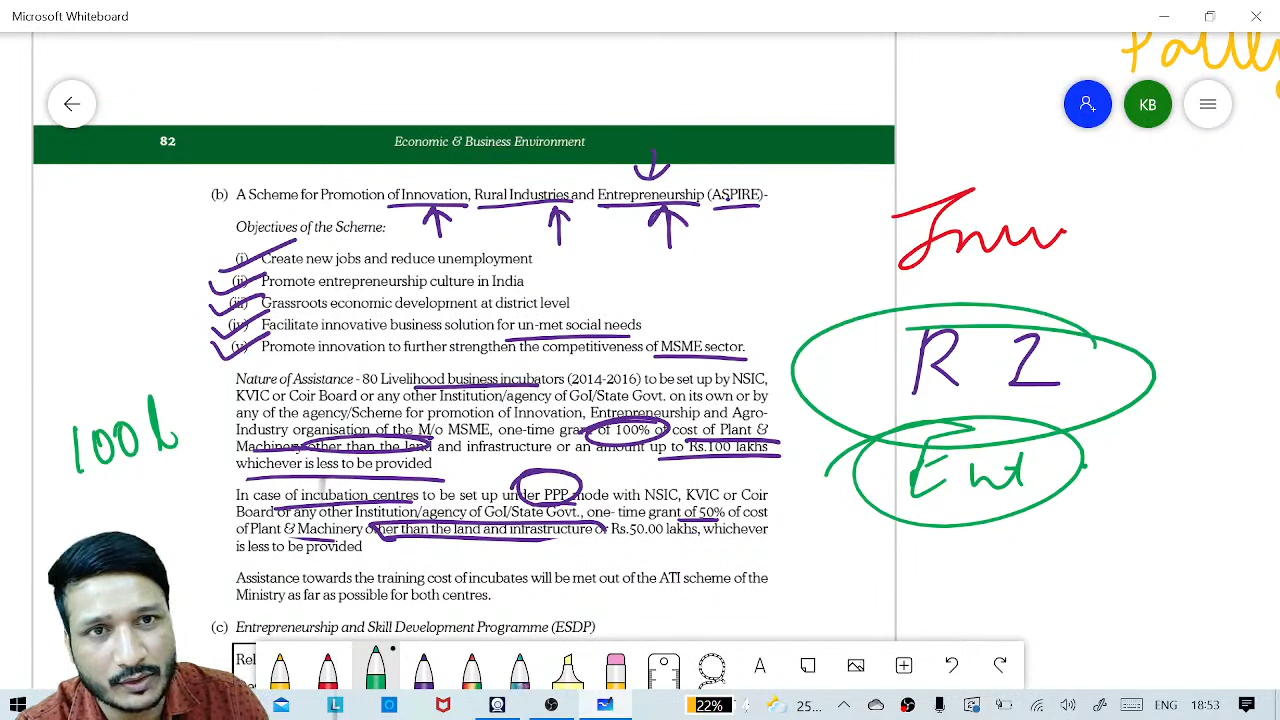 Microsoft Whiteboard
KB
82 Economic & Business Environment
(b) A Scheme for Promotion of Innovation, Rural Industries and Entrepreneurship (ASPIRE)-
Objectives of the Scheme:
(i) Create new jobs and reduce unemployment
(ii) Promote entrepreneurship culture in India
(iii) Grassroots economic development at district level
(iv) Facilitate innovative business solution for un-met social needs
(v) Promote innovation to further strengthen the competitiveness of MSME sector.
Nature of Assistance - 80 Livelihood business incubators (2014-2016) to be set up by NSIC,
KVIC or Coir Board or any other Institution/agency of GoI/State Govt. on its own or by
any of the agency/Scheme for promotion of Innovation, Entrepreneurship and Agro-
Industry organisation of the M/o MSME, one-time grant of 100% of cost of Plant &
Machinery other than the land and infrastructure or an amount up to Rs.100 lakhs
whichever is less to be provided
In case of incubation centres to be set up under PPP mode with NSIC, KVIC or Coir
Board or any other Institution/agency of GoI/State Govt., one- time grant of 50% of cost
of Plant & Machinery other than the land and infrastructure or Rs.50.00 lakhs, whichever
is less to be provided
Assistance towards the training cost of incubates will be met out of the ATI scheme of the
Ministry as far as possible for both centres.
(c) Entrepreneurship and Skill Development Programme (ESDP)
Rel
100 L
R I
Ent
A
22% 25... ENG 18:53